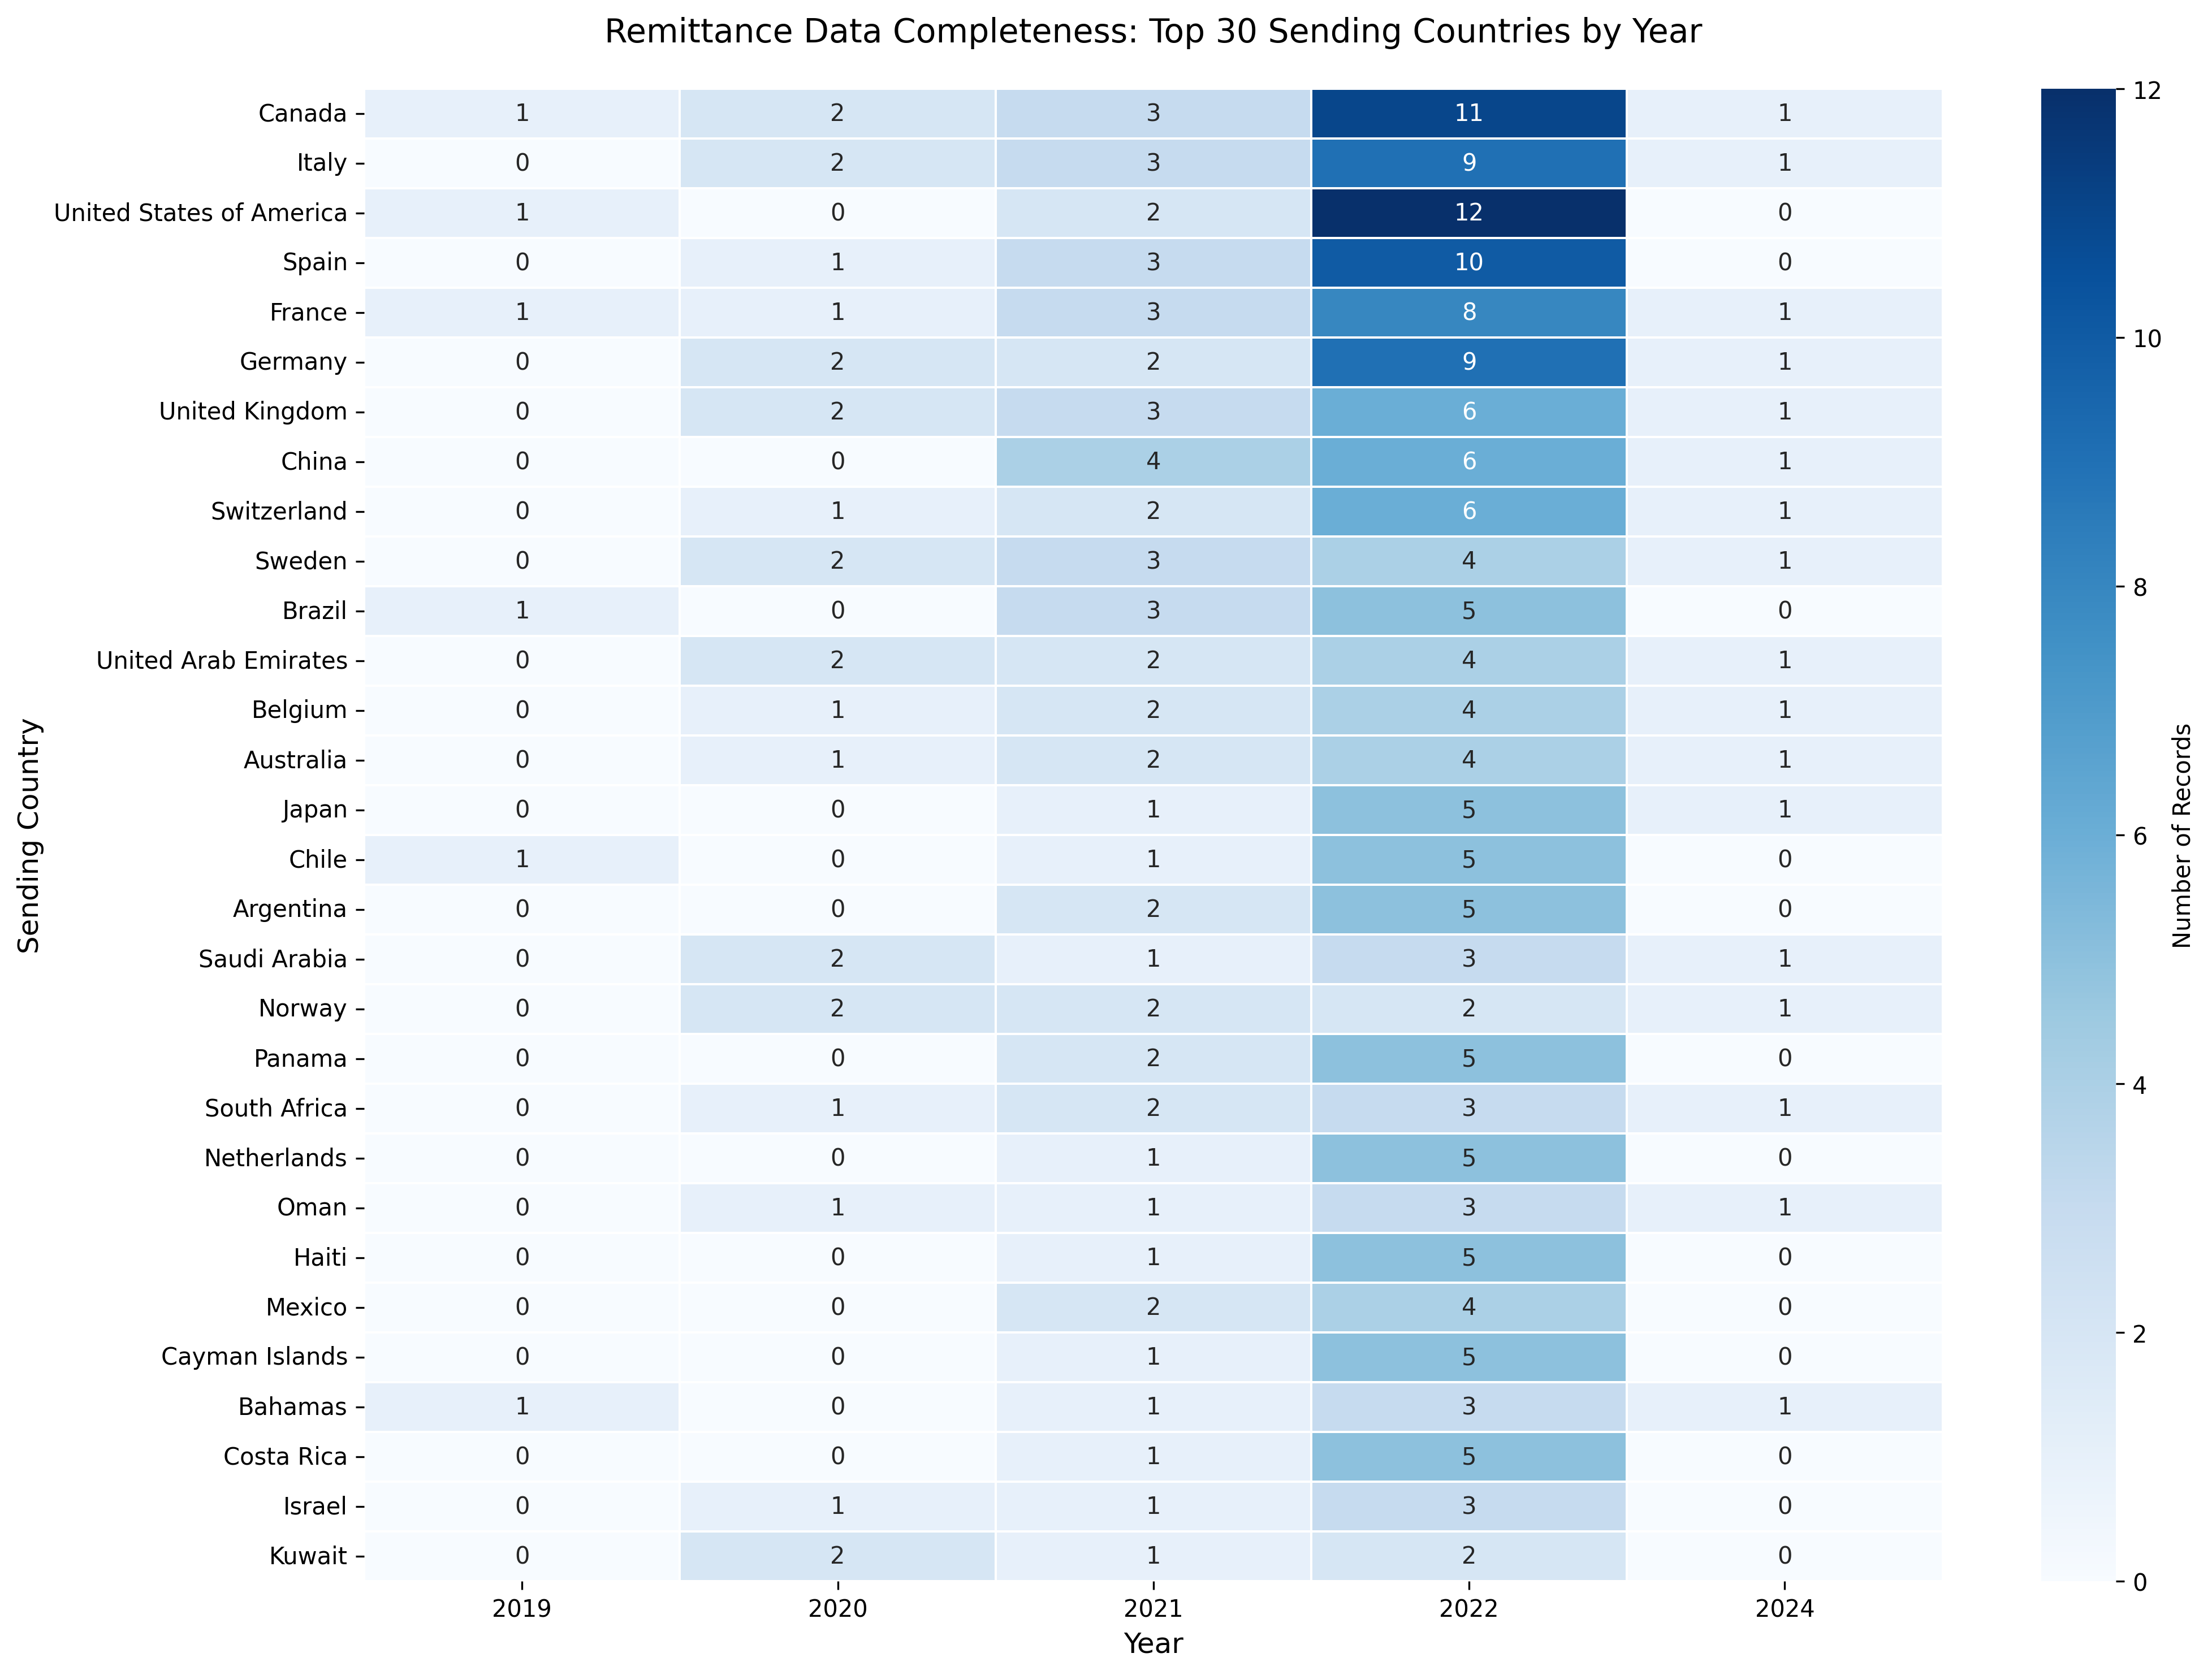 Remittance Data Completeness: Top 30 Sending Countries by Year
Sending Country
Canada 1 2 3 11 1
Italy 0 2 3 9 1
United States of America 1 0 2 12 0
Spain 0 1 3 10 0
France 1 1 3 8 1
Germany 0 2 2 9 1
United Kingdom 0 2 3 6 1
China 0 0 4 6 1
Switzerland 0 1 2 6 1
Sweden 0 2 3 4 1
Brazil 1 0 3 5 0
United Arab Emirates 0 2 2 4 1
Belgium 0 1 2 4 1
Australia 0 1 2 4 1
Japan 0 0 1 5 1
Chile 1 0 1 5 0
Argentina 0 0 2 5 0
Saudi Arabia 0 2 1 3 1
Norway 0 2 2 2 1
Panama 0 0 2 5 0
South Africa 0 1 2 3 1
Netherlands 0 0 1 5 0
Oman 0 1 1 3 1
Haiti 0 0 1 5 0
Mexico 0 0 2 4 0
Cayman Islands 0 0 1 5 0
Bahamas 1 0 1 3 1
Costa Rica 0 0 1 5 0
Israel 0 1 1 3 0
Kuwait 0 2 1 2 0
2019 2020 2021 2022 2024
Year
12
10
8
6
4
2
0
Number of Records